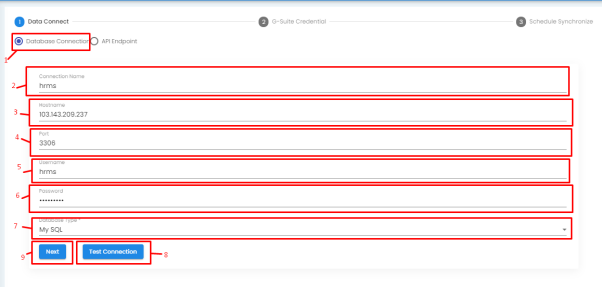 1 Data Connect 2 G-Suite Credential 3 Schedule Synchronize
Database Connection API Endpoint
1
Connection Name
2 hrms
Hostname
3 103.143.209.237
Port
4 3306
Username
5 hrms
Password
6 •••••••••
Database Type *
7 My SQL
9 Next Test Connection 8